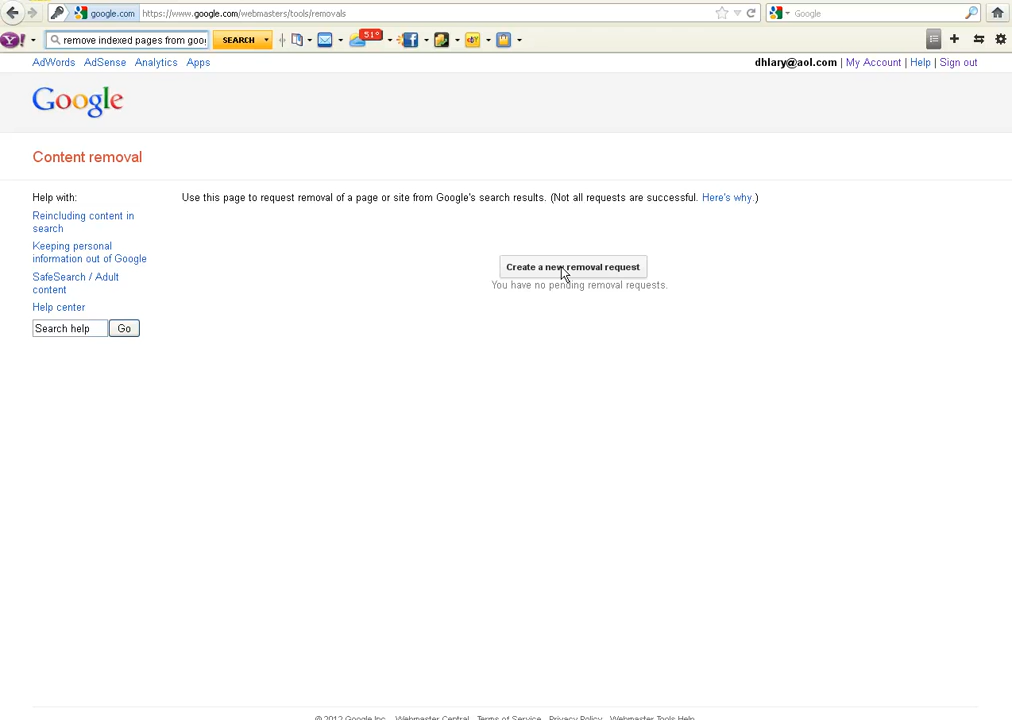 google.com https://www.google.com/webmasters/tools/removals Google
Y! remove indexed pages from goo SEARCH 51°
AdWords AdSense Analytics Apps dhlary@aol.com | My Account | Help | Sign out
Google
Content removal
Help with:
Reincluding content in
search
Keeping personal
information out of Google
SafeSearch / Adult
content
Help center
Search help Go
Use this page to request removal of a page or site from Google's search results. (Not all requests are successful. Here's why.)
Create a new removal request
You have no pending removal requests.
© 2012 Google Inc. Webmaster Central Terms of Service Privacy Policy Webmaster Tools Help